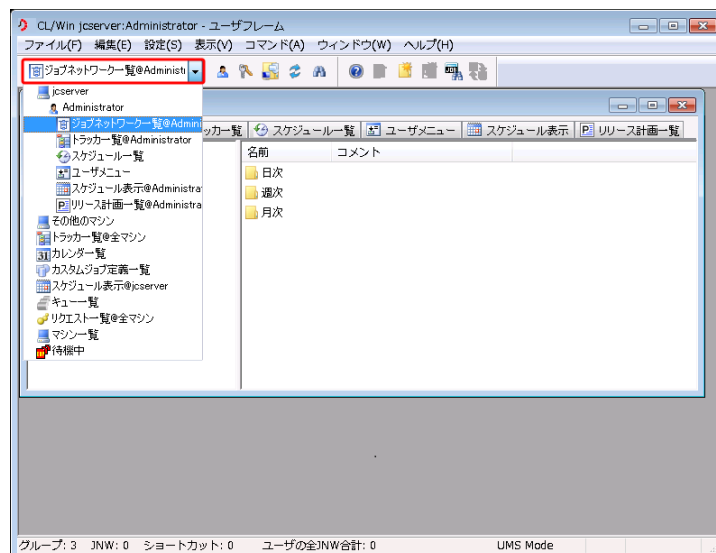 CL/Win jcserver:Administrator - ユーザフレーム
ファイル(F) 編集(E) 設定(S) 表示(V) コマンド(A) ウィンドウ(W) ヘルプ(H)
ジョブネットワーク一覧@Administr
jcserver
Administrator
ジョブネットワーク一覧@Admini
トラッカ一覧@Administrator
スケジュール一覧
ユーザメニュー
スケジュール表示@Administra
リリース計画一覧@Administra
その他のマシン
トラッカ一覧@全マシン
カレンダ一覧
カスタムジョブ定義一覧
スケジュール表示@jcserver
キュー一覧
リクエスト一覧@全マシン
マシン一覧
待機中
ッカ一覧 スケジュール一覧 ユーザメニュー スケジュール表示 リリース計画一覧
名前 コメント
日次
週次
月次
グループ: 3 JNW: 0 ショートカット: 0 ユーザの全JNW合計: 0 UMS Mode